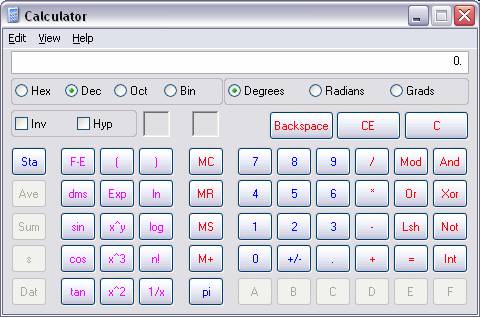 Calculator
Edit View Help
0.
Hex Dec Oct Bin Degrees Radians Grads
Inv Hyp Backspace CE C
Sta F-E ( ) MC 7 8 9 / Mod And
Ave dms Exp ln MR 4 5 6 * Or Xor
Sum sin x^y log MS 1 2 3 - Lsh Not
s cos x^3 n! M+ 0 +/- . + = Int
Dat tan x^2 1/x pi A B C D E F